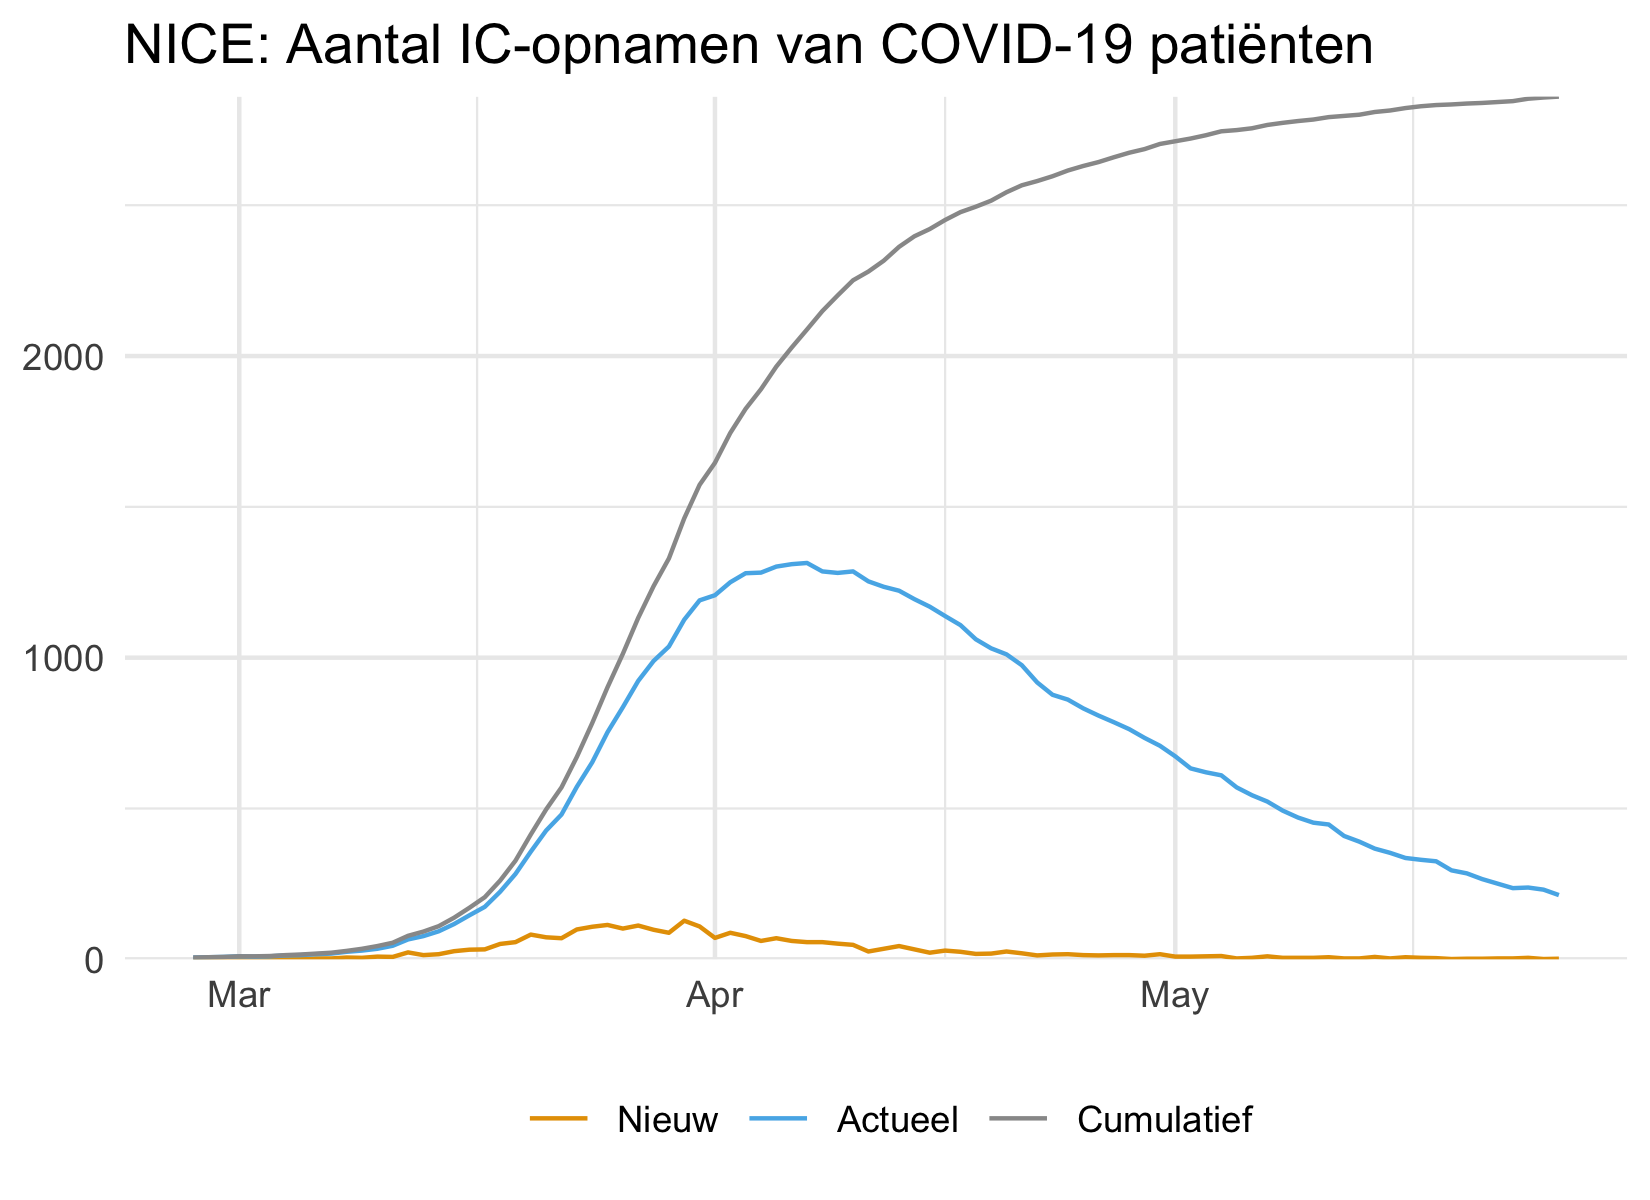 NICE: Aantal IC-opnamen van COVID-19 patiënten
2000
1000
0
Mar Apr May
Nieuw Actueel Cumulatief